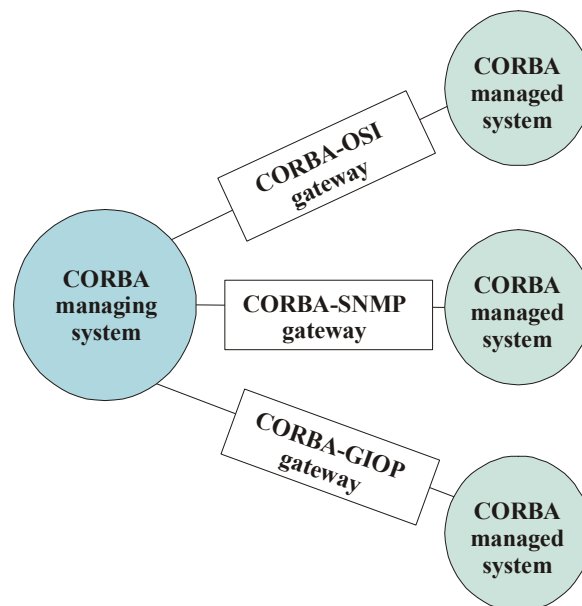 CORBA
managed
system
CORBA-OSI
gateway
CORBA
managing
system
CORBA-SNMP
gateway
CORBA
managed
system
CORBA-GIOP
gateway
CORBA
managed
system